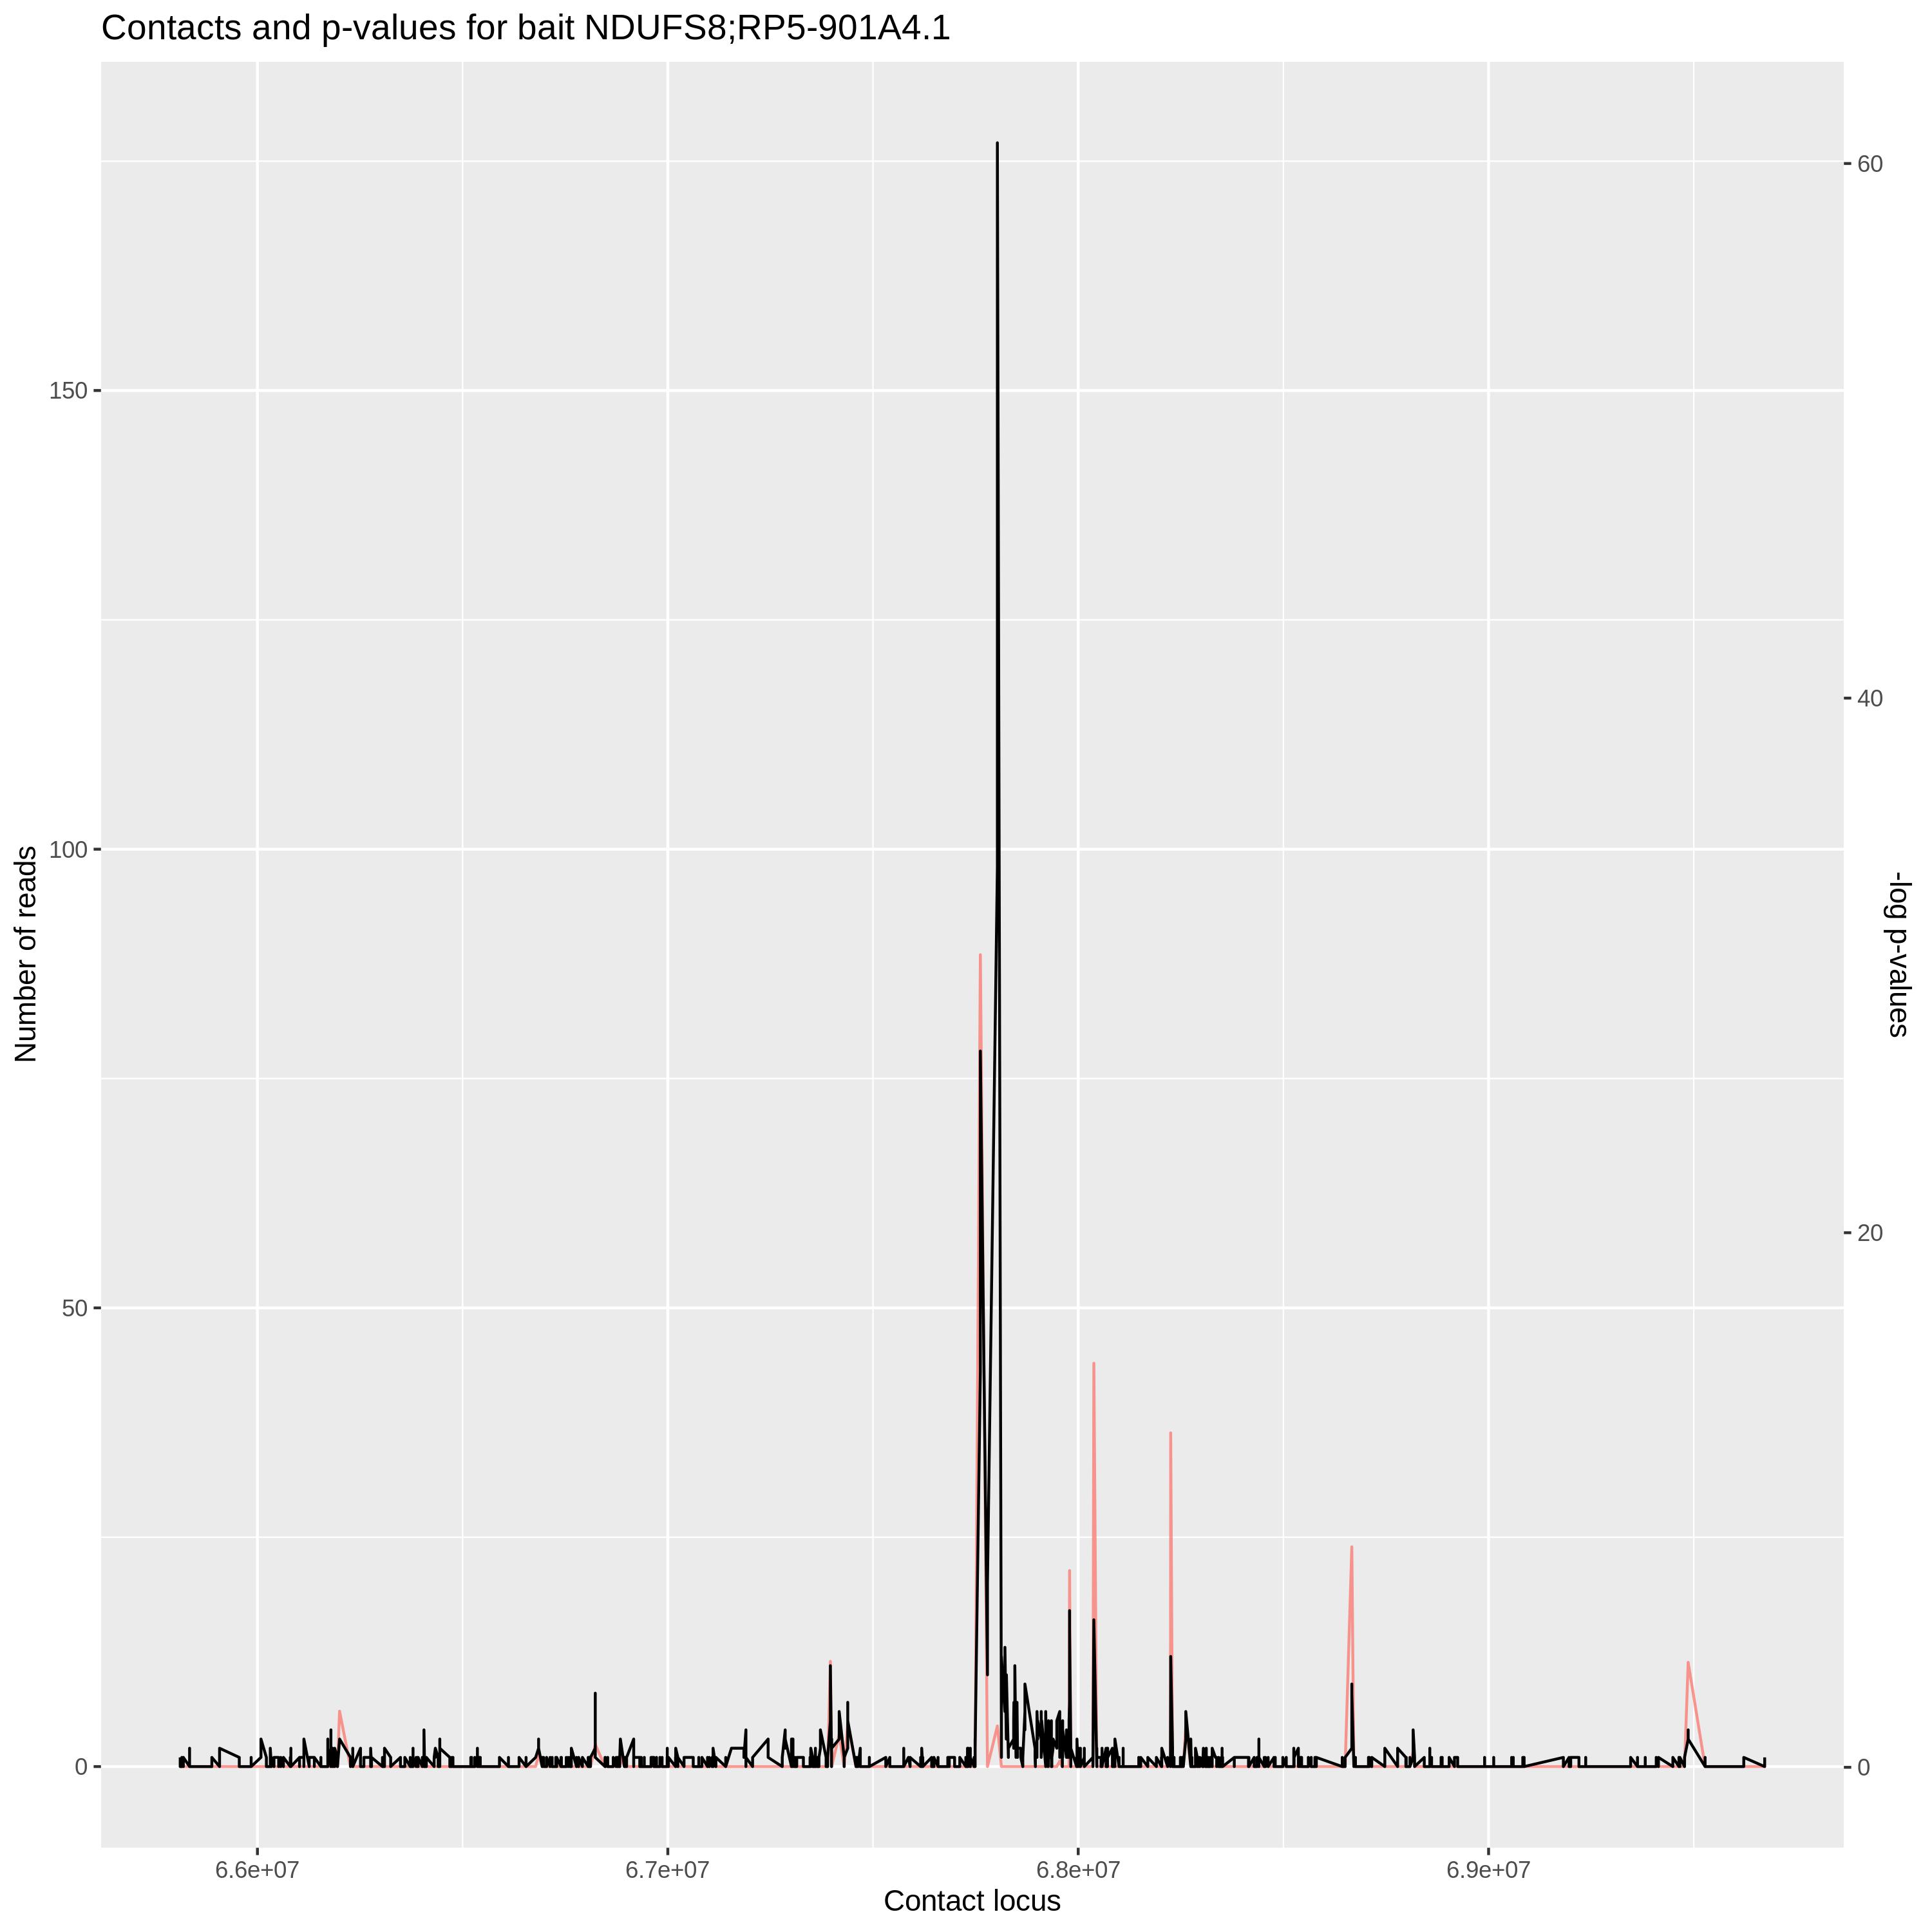 Contacts and p-values for bait NDUFS8;RP5-901A4.1
Number of reads
150
100
50
0
60
40
20
0
-log p-values
6.6e+07
6.7e+07
6.8e+07
6.9e+07
Contact locus